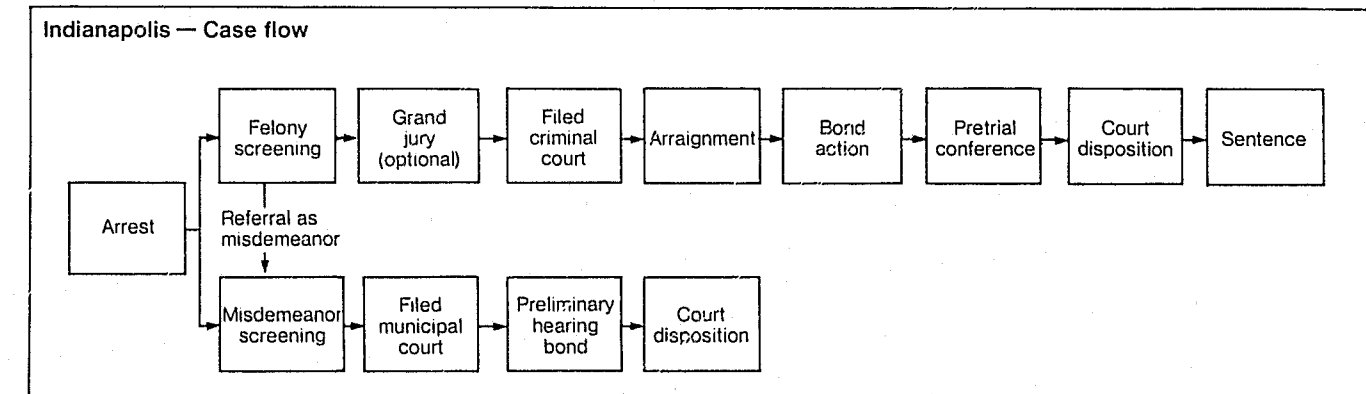 Indianapolis — Case flow
Felony
screening
Grand
jury
(optional)
Filed
criminal
court
Arraignment
Bond
action
Pretrial
conference
Court
disposition
Sentence
Arrest
Referral as
misdemeanor
Misdemeanor
screening
Filed
municipal
court
Preliminary
hearing
bond
Court
disposition